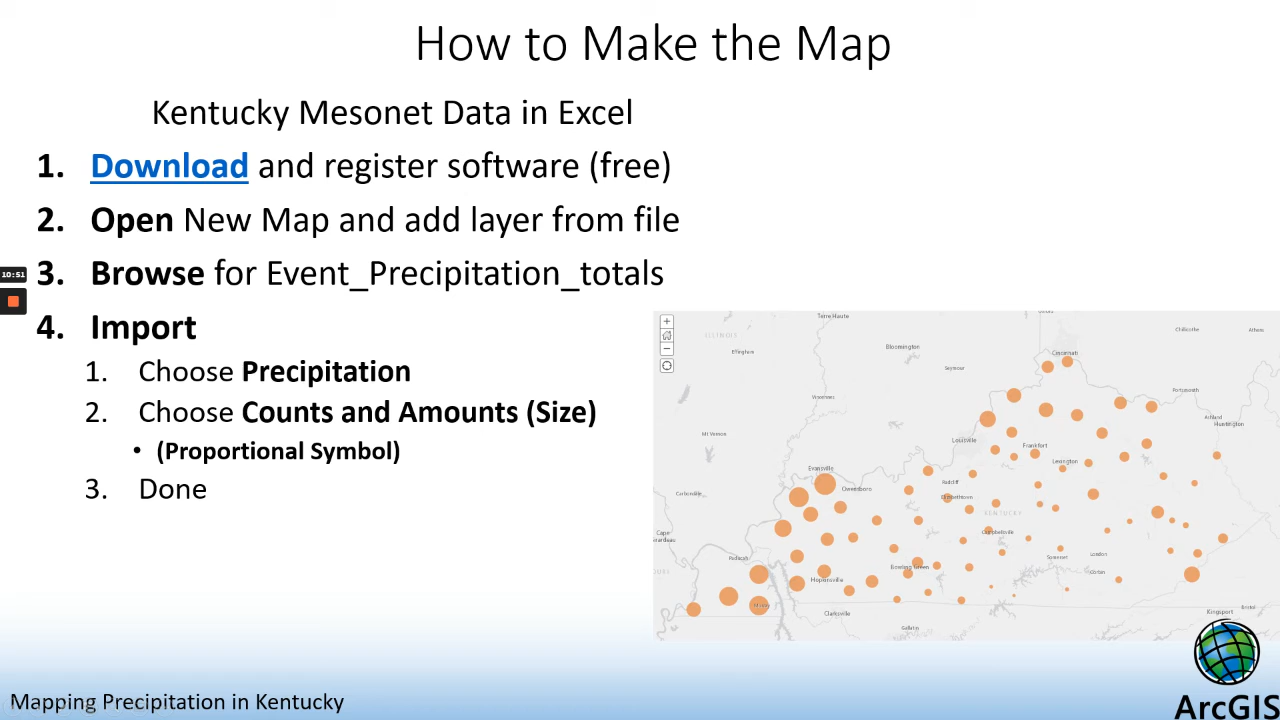 How to Make the Map
Kentucky Mesonet Data in Excel
1. Download and register software (free)
2. Open New Map and add layer from file
10:51
3. Browse for Event_Precipitation_totals
4. Import
1. Choose Precipitation
2. Choose Counts and Amounts (Size)
• (Proportional Symbol)
3. Done
+
−
Terre Haute
ILLINOIS
Effingham
Bloomington
Seymour
Cincinnati
Chillicothe
Athens
Portsmouth
Ashland
Huntington
Mt Vernon
Louisville
Frankfort
Lexington
Evansville
Owensboro
Radcliff
Elizabethtown
KENTUCKY
Campbellsville
Carbondale
Cape
Girardeau
Paducah
Somerset
London
Corbin
Bowling Green
Hopkinsville
Murray
Clarksville
Gallatin
Kingsport
Bristol
Mapping Precipitation in Kentucky
ArcGIS